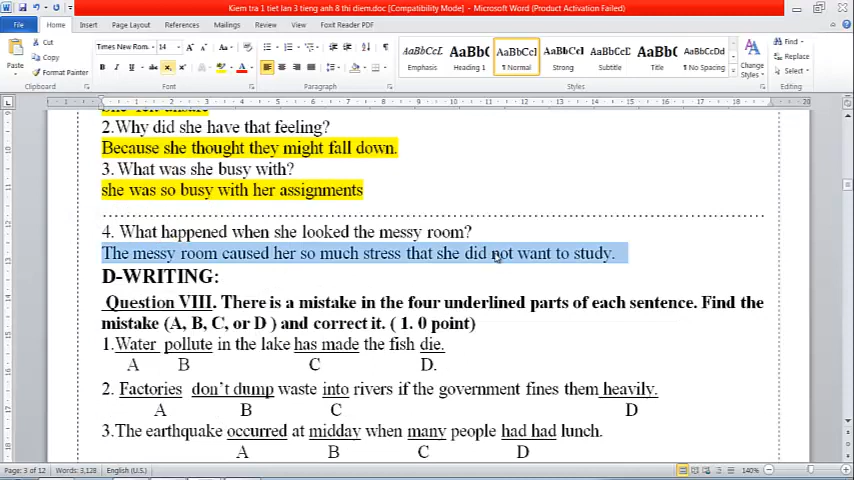 Kiem tra 1 tiet lan 3 tieng anh 8 thi diem.doc [Compatibility Mode] - Microsoft Word (Product Activation Failed)
File Home Insert Page Layout References Mailings Review View Foxit Reader PDF
Cut
Copy
Format Painter
Paste
Clipboard
Times New Rom 14
Font
Paragraph
AaBbCcL AaBbC AaBbCcI AaBbCcl AaBbCcL AaBb( AaBbCcDd
Emphasis Heading 1 ¶ Normal Strong Subtitle Title ¶ No Spacing
Styles
Change Styles
Find
Replace
Select
Editing
2.Why did she have that feeling?
Because she thought they might fall down.
3. What was she busy with?
she was so busy with her assignments
4. What happened when she looked the messy room?
The messy room caused her so much stress that she did not want to study.
D-WRITING:
Question VIII. There is a mistake in the four underlined parts of each sentence. Find the
mistake (A, B, C, or D ) and correct it. ( 1. 0 point)
1.Water pollute in the lake has made the fish die.
A B C D.
2. Factories don't dump waste into rivers if the government fines them heavily.
A B C D
3.The earthquake occurred at midday when many people had had lunch.
A B C D
Page: 3 of 12 Words: 3,128 English (U.S.) 140%